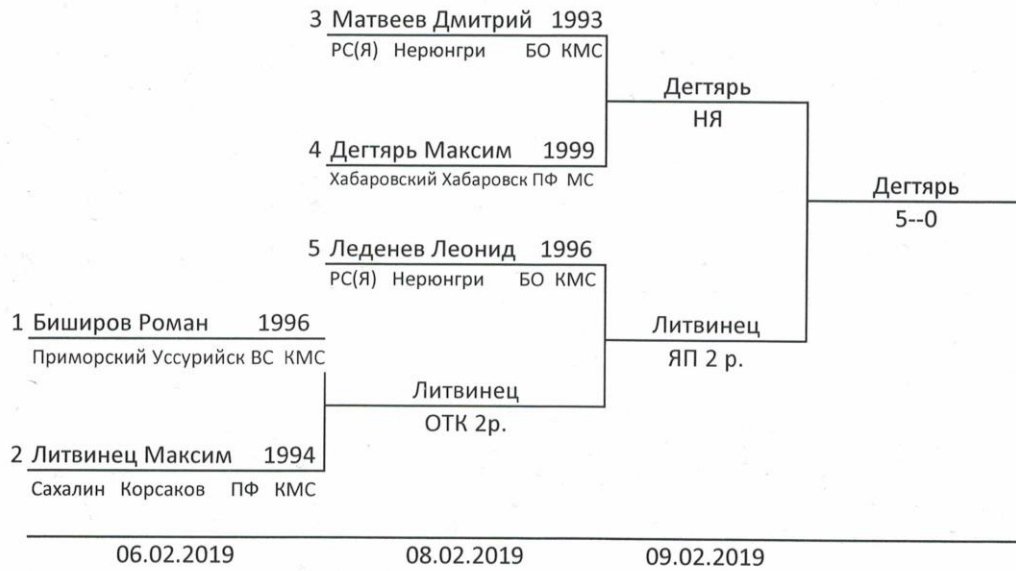 3 Матвеев Дмитрий 1993
РС(Я) Нерюнгри БО КМС
Дегтярь
НЯ
4 Дегтярь Максим 1999
Хабаровский Хабаровск ПФ МС
Дегтярь
5--0
5 Леденев Леонид 1996
РС(Я) Нерюнгри БО КМС
1 Биширов Роман 1996
Приморский Уссурийск ВС КМС
Литвинец
ЯП 2 р.
Литвинец
ОТК 2р.
2 Литвинец Максим 1994
Сахалин Корсаков ПФ КМС
06.02.2019 08.02.2019 09.02.2019